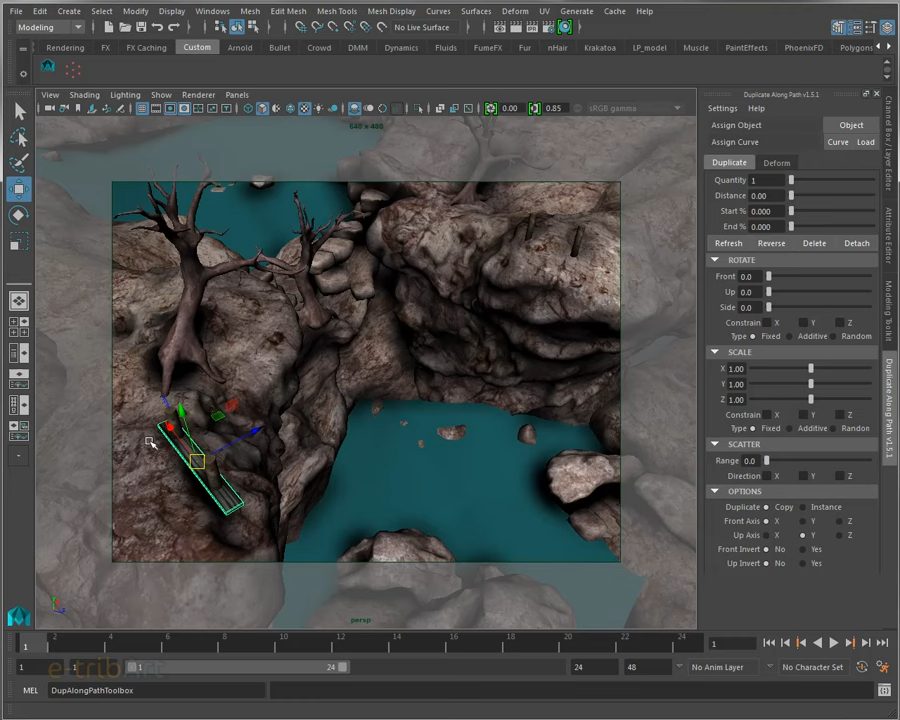 File Edit Create Select Modify Display Windows Mesh Edit Mesh Mesh Tools Mesh Display Curves Surfaces Deform UV Generate Cache Help
Modeling No Live Surface
Rendering FX FX Caching Custom Arnold Bullet Crowd DMM Dynamics Fluids FumeFX Fur nHair Krakatoa LP_model Muscle PaintEffects PhoenixFD Polygons
View Shading Lighting Show Renderer Panels
0.00 0.85 sRGB gamma
640 x 480
persp
Duplicate Along Path v1.5.1
Settings Help
Assign Object Object
Assign Curve Curve Load
Duplicate Deform
Quantity 1
Distance 0.00
Start % 0.000
End % 0.000
Refresh Reverse Delete Detach
ROTATE
Front 0.0
Up 0.0
Side 0.0
Constrain X Y Z
Type Fixed Additive Random
SCALE
X 1.00
Y 1.00
Z 1.00
Constrain X Y Z
Type Fixed Additive Random
SCATTER
Range 0.0
Direction X Y Z
OPTIONS
Duplicate Copy Instance
Front Axis X Y Z
Up Axis X Y Z
Front Invert No Yes
Up Invert No Yes
Channel Box / Layer Editor
Attribute Editor
Modeling Toolkit
Duplicate Along Path v1.5.1
1 2 4 6 8 10 12 14 16 18 20 22 24 1
1 1 1 24 24 48 No Anim Layer No Character Set
e-tribArt
MEL DupAlongPathToolbox